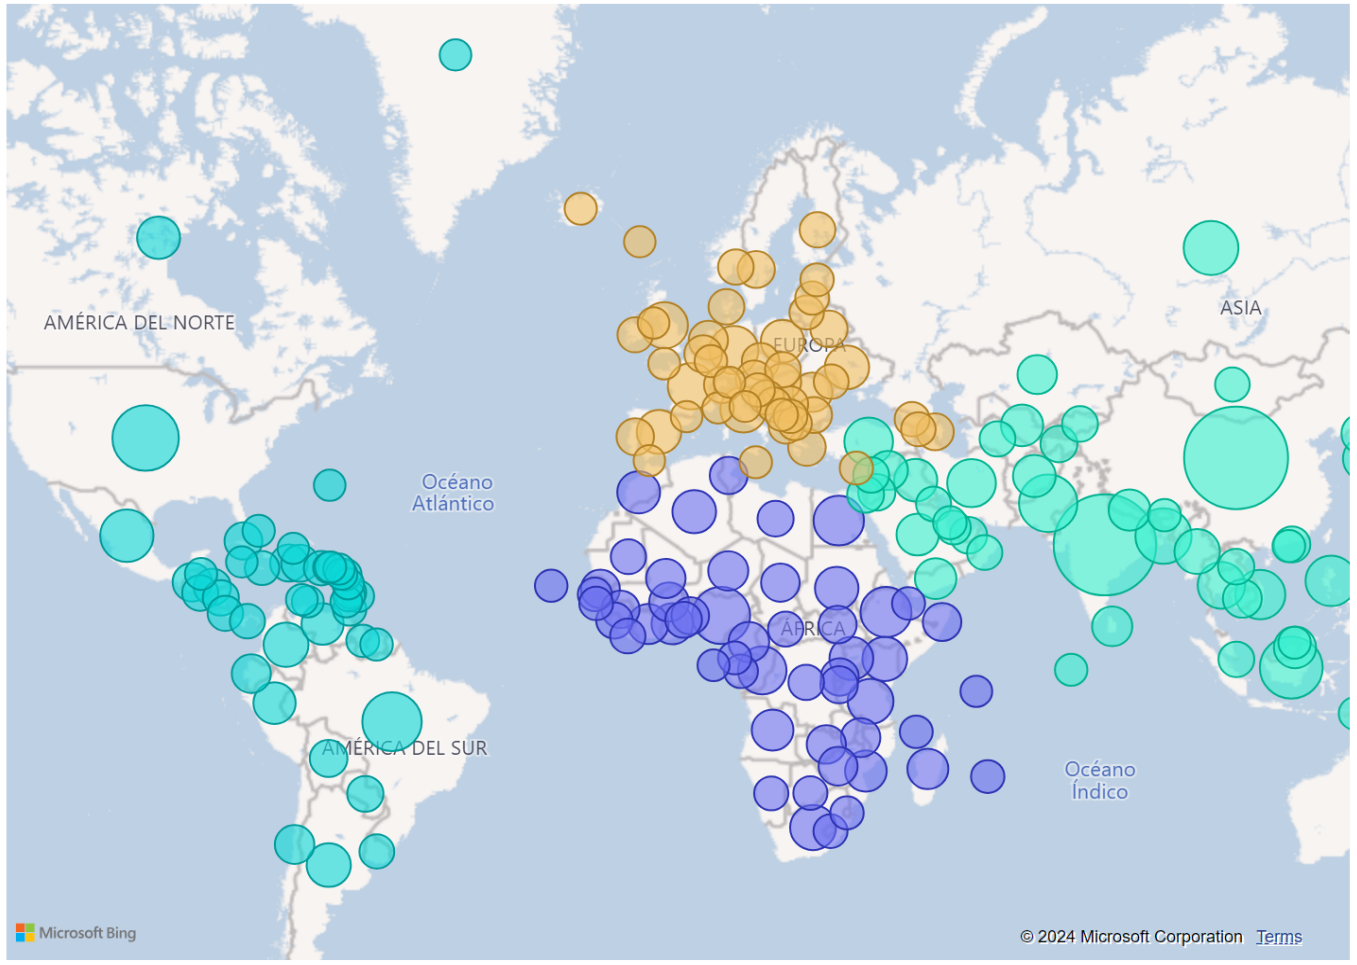 AMÉRICA DEL NORTE
ASIA
EUROPA
Océano
Atlántico
ÁFRICA
AMÉRICA DEL SUR
Océano
Índico
Microsoft Bing
© 2024 Microsoft Corporation Terms